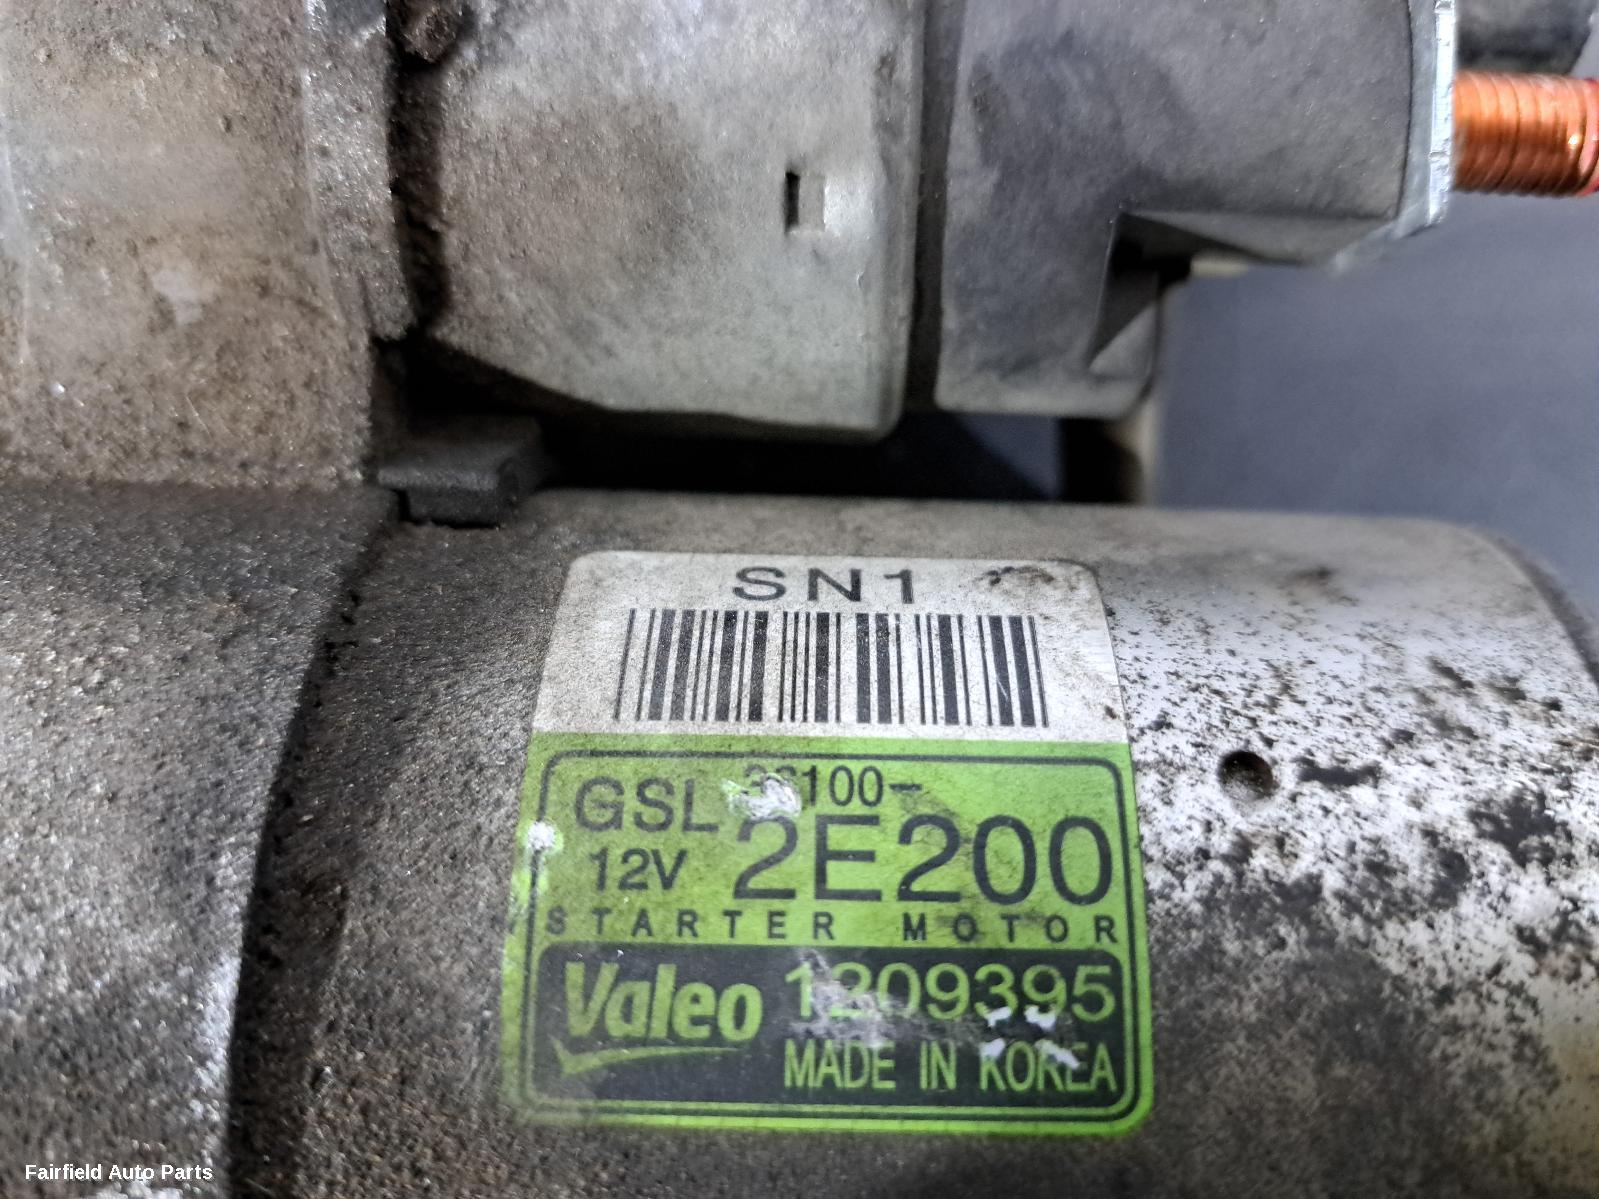 SN1
GSL 36100-
12V 2E200
STARTER MOTOR
Valeo 1209395
MADE IN KOREA
Fairfield Auto Parts